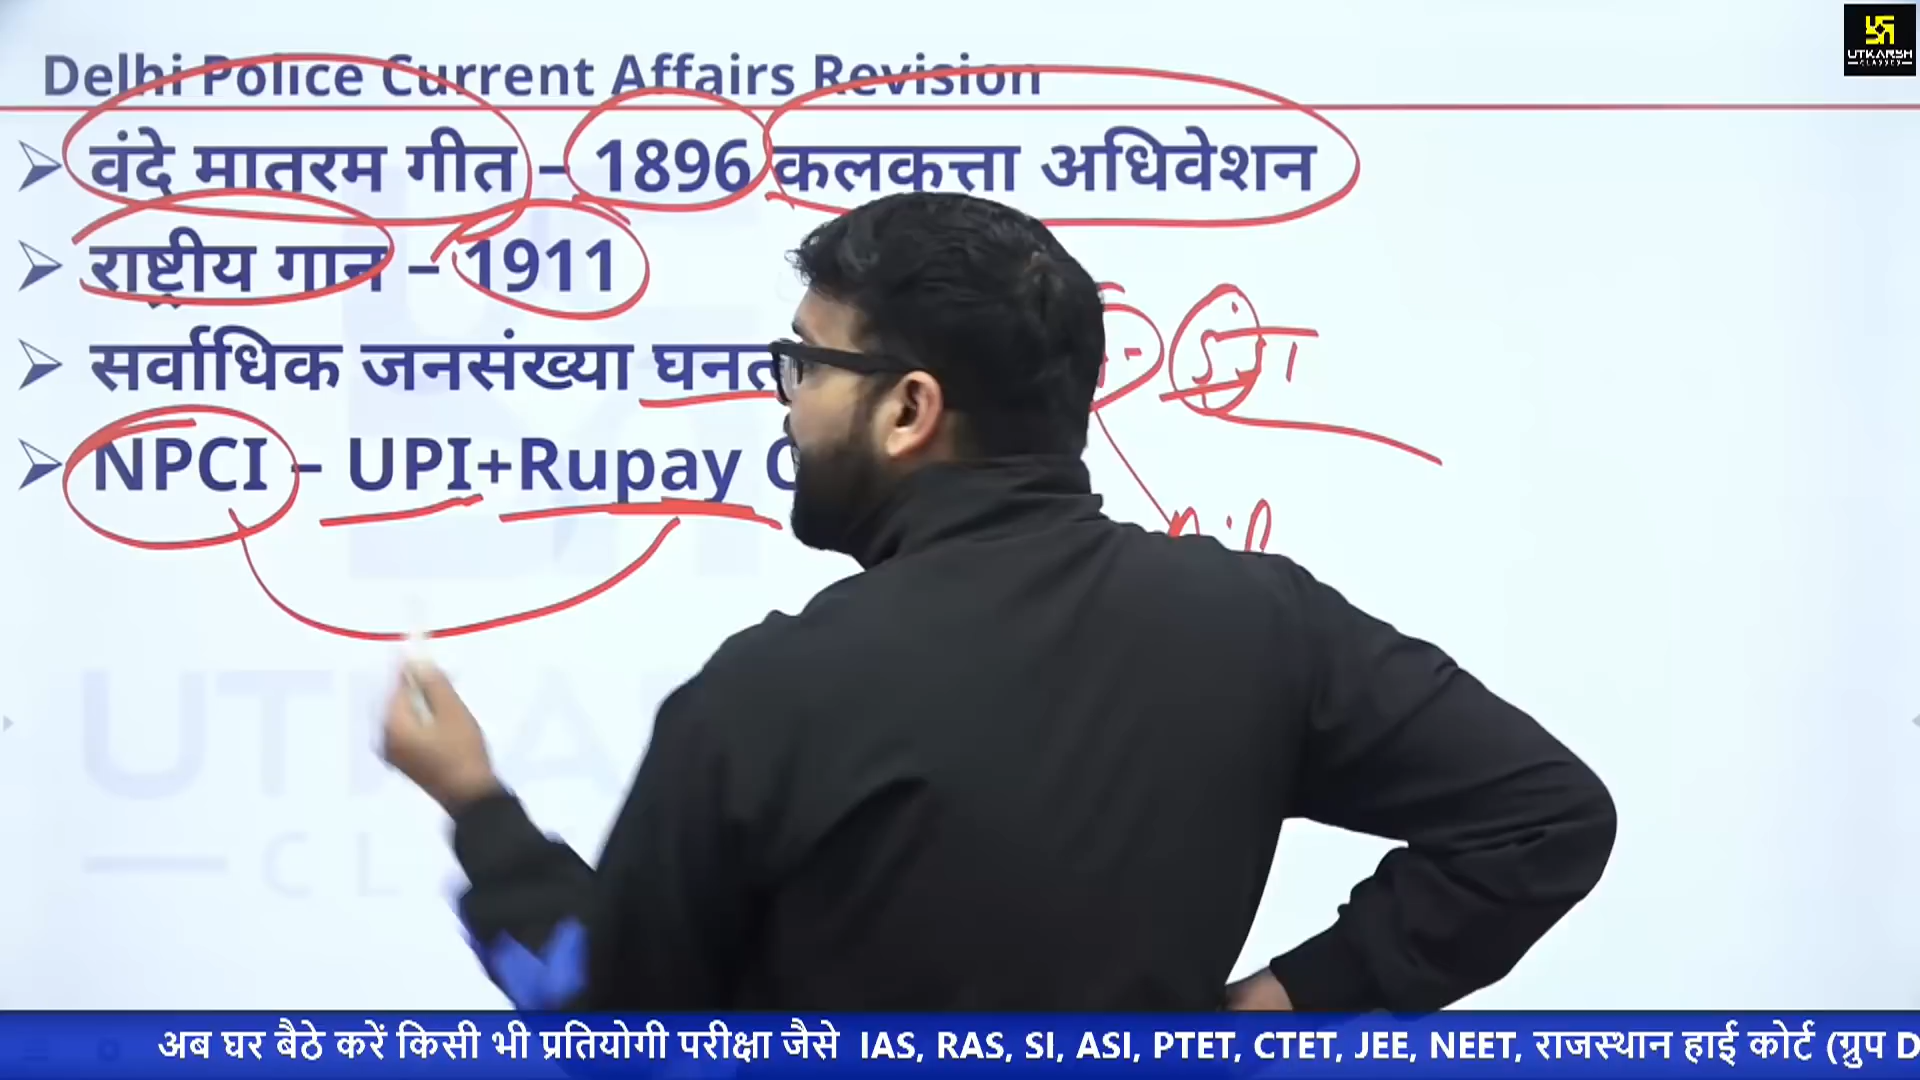 Delhi Police Current Affairs Revision
वंदे मातरम गीत – 1896 कलकत्ता अधिवेशन
राष्ट्रीय गान – 1911
सर्वाधिक जनसंख्या
NPCI – UPI+Rupay
UTKARSH
CLASSES
अब घर बैठे करें किसी भी प्रतियोगी परीक्षा जैसे IAS, RAS, SI, ASI, PTET, CTET, JEE, NEET, राजस्थान हाई कोर्ट (ग्रुप D